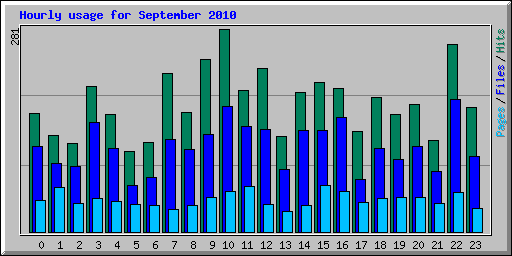 Hourly usage for September 2010
281
Pages / Files / Hits
0 1 2 3 4 5 6 7 8 9 10 11 12 13 14 15 16 17 18 19 20 21 22 23